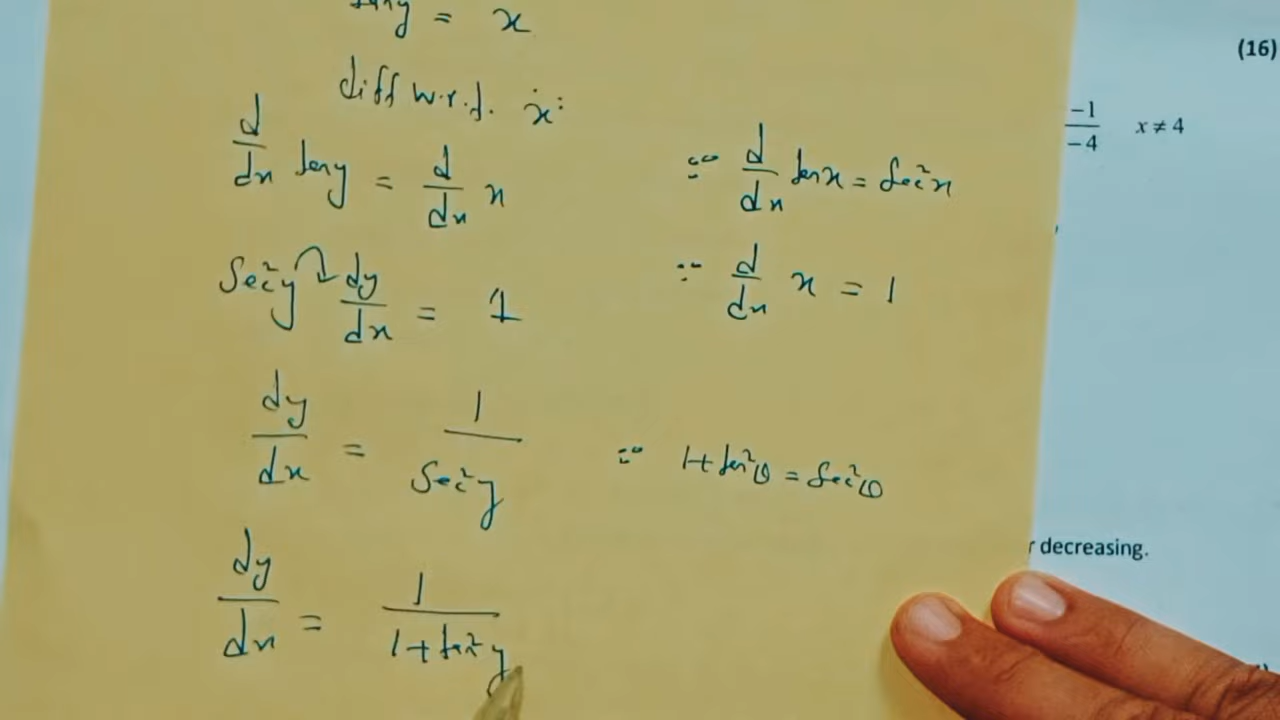 tany = x
diff w.r.t. x:
d/dx tany = d/dx x
∵ d/dx tanx = Sec²x
Sec²y dy/dx = 1
∵ d/dx x = 1
dy/dx = 1/Sec²y
∵ 1+tan²θ = Sec²θ
dy/dx = 1/1+tan²y
(16)
-1/-4 x ≠ 4
decreasing.